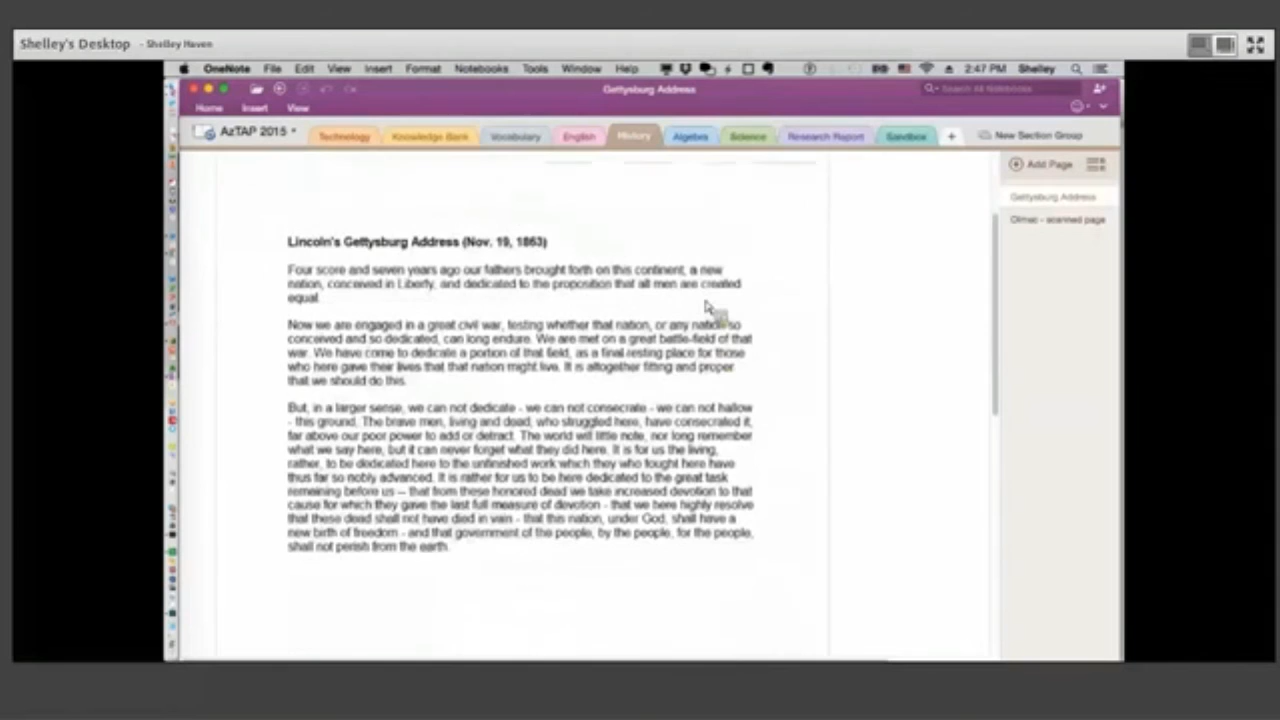 Shelley's Desktop - Shelley Haven
OneNote File Edit View Insert Format Notebooks Tools Window Help 2:47 PM Shelley
Gettysburg Address
Search All Notebooks
Home Insert View
AzTAP 2015
Technology Knowledge Bank Vocabulary English History Algebra Science Research Report Sandbox + New Section Group
Add Page
Gettysburg Address
Olmec - scanned page
Lincoln's Gettysburg Address (Nov. 19, 1863)
Four score and seven years ago our fathers brought forth on this continent, a new
nation, conceived in Liberty, and dedicated to the proposition that all men are created
equal.
Now we are engaged in a great civil war, testing whether that nation, or any nation so
conceived and so dedicated, can long endure. We are met on a great battle-field of that
war. We have come to dedicate a portion of that field, as a final resting place for those
who here gave their lives that that nation might live. It is altogether fitting and proper
that we should do this.
But, in a larger sense, we can not dedicate - we can not consecrate - we can not hallow
- this ground. The brave men, living and dead, who struggled here, have consecrated it,
far above our poor power to add or detract. The world will little note, nor long remember
what we say here, but it can never forget what they did here. It is for us the living,
rather, to be dedicated here to the unfinished work which they who fought here have
thus far so nobly advanced. It is rather for us to be here dedicated to the great task
remaining before us -- that from these honored dead we take increased devotion to that
cause for which they gave the last full measure of devotion - that we here highly resolve
that these dead shall not have died in vain - that this nation, under God, shall have a
new birth of freedom - and that government of the people, by the people, for the people,
shall not perish from the earth.